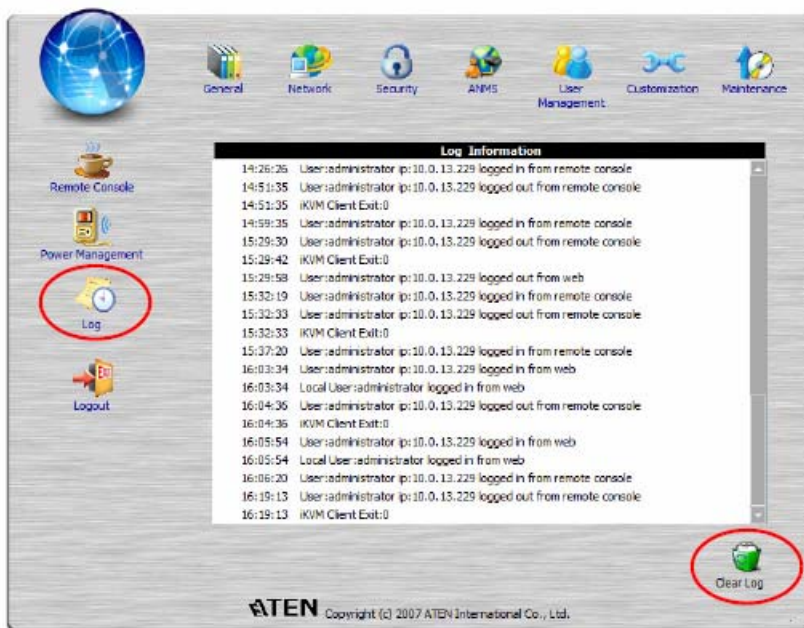 General
Network
Security
ANMS
User
Management
Customization
Maintenance
Remote Console
Power Management
Log
Logout
Log Information
14:26:26 User:administrator ip:10.0.13.229 logged in from remote console
14:51:35 User:administrator ip:10.0.13.229 logged out from remote console
14:51:35 iKVM Client Exit:0
14:59:35 User:administrator ip:10.0.13.229 logged in from remote console
15:29:30 User:administrator ip:10.0.13.229 logged out from remote console
15:29:42 iKVM Client Exit:0
15:29:58 User:administrator ip:10.0.13.229 logged out from web
15:32:19 User:administrator ip:10.0.13.229 logged in from remote console
15:32:33 User:administrator ip:10.0.13.229 logged out from remote console
15:32:33 iKVM Client Exit:0
15:37:20 User:administrator ip:10.0.13.229 logged in from remote console
16:03:34 User:administrator ip:10.0.13.229 logged in from web
16:03:34 Local User:administrator logged in from web
16:04:36 User:administrator ip:10.0.13.229 logged out from remote console
16:04:36 iKVM Client Exit:0
16:05:54 User:administrator ip:10.0.13.229 logged in from web
16:05:54 Local User:administrator logged in from web
16:06:20 User:administrator ip:10.0.13.229 logged in from remote console
16:19:13 User:administrator ip:10.0.13.229 logged out from remote console
16:19:13 iKVM Client Exit:0
Clear Log
ATEN Copyright (c) 2007 ATEN International Co., Ltd.